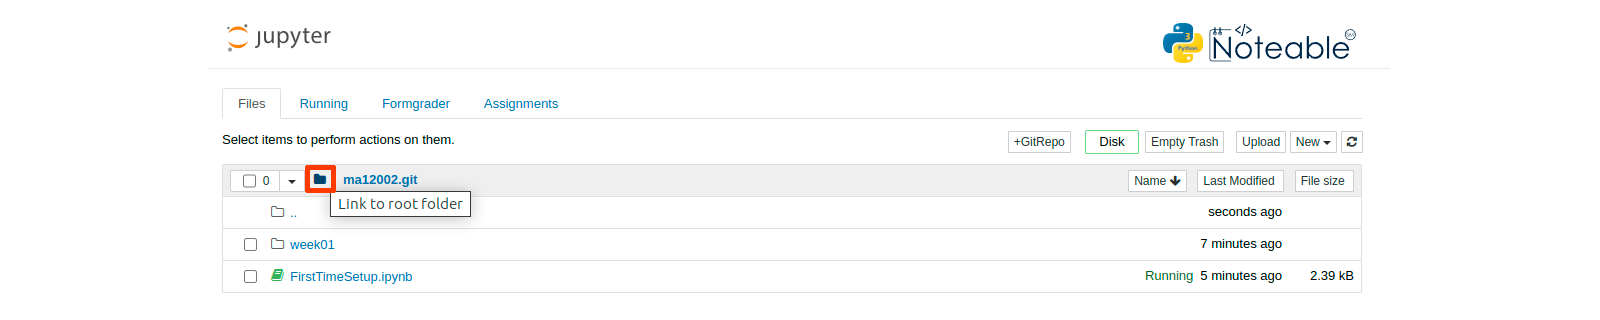 jupyter
3 Python </> Noteable SM
Files Running Formgrader Assignments
Select items to perform actions on them. +GitRepo Disk Empty Trash Upload New
0 ma12002.git Name Last Modified File size
Link to root folder
.. seconds ago
week01 7 minutes ago
FirstTimeSetup.ipynb Running 5 minutes ago 2.39 kB